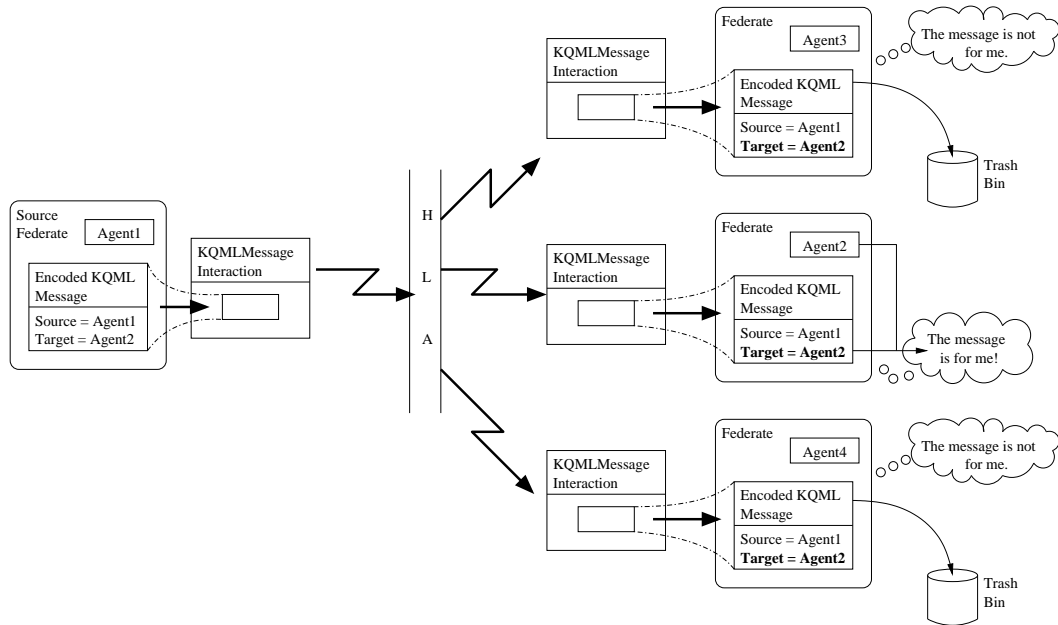 Source
Federate
Agent1
Encoded KQML
Message
Source = Agent1
Target = Agent2
KQMLMessage
Interaction
H
L
A
KQMLMessage
Interaction
Federate
Agent3
Encoded KQML
Message
Source = Agent1
Target = Agent2
The message is not
for me.
Trash
Bin
KQMLMessage
Interaction
Federate
Agent2
Encoded KQML
Message
Source = Agent1
Target = Agent2
The message
is for me!
KQMLMessage
Interaction
Federate
Agent4
Encoded KQML
Message
Source = Agent1
Target = Agent2
The message is not
for me.
Trash
Bin